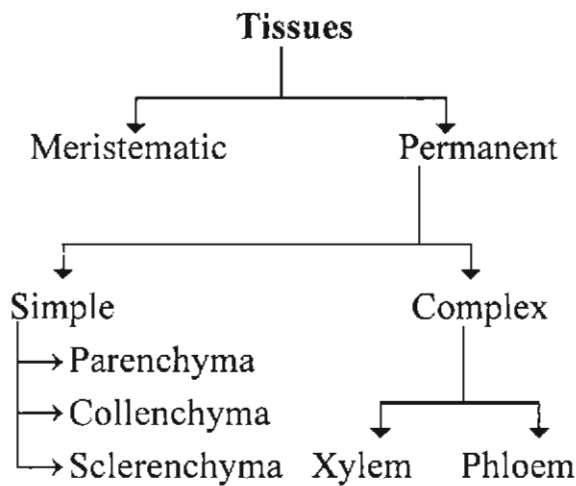 Tissues
Meristematic Permanent
Simple Complex
Parenchyma
Collenchyma
Sclerenchyma Xylem Phloem